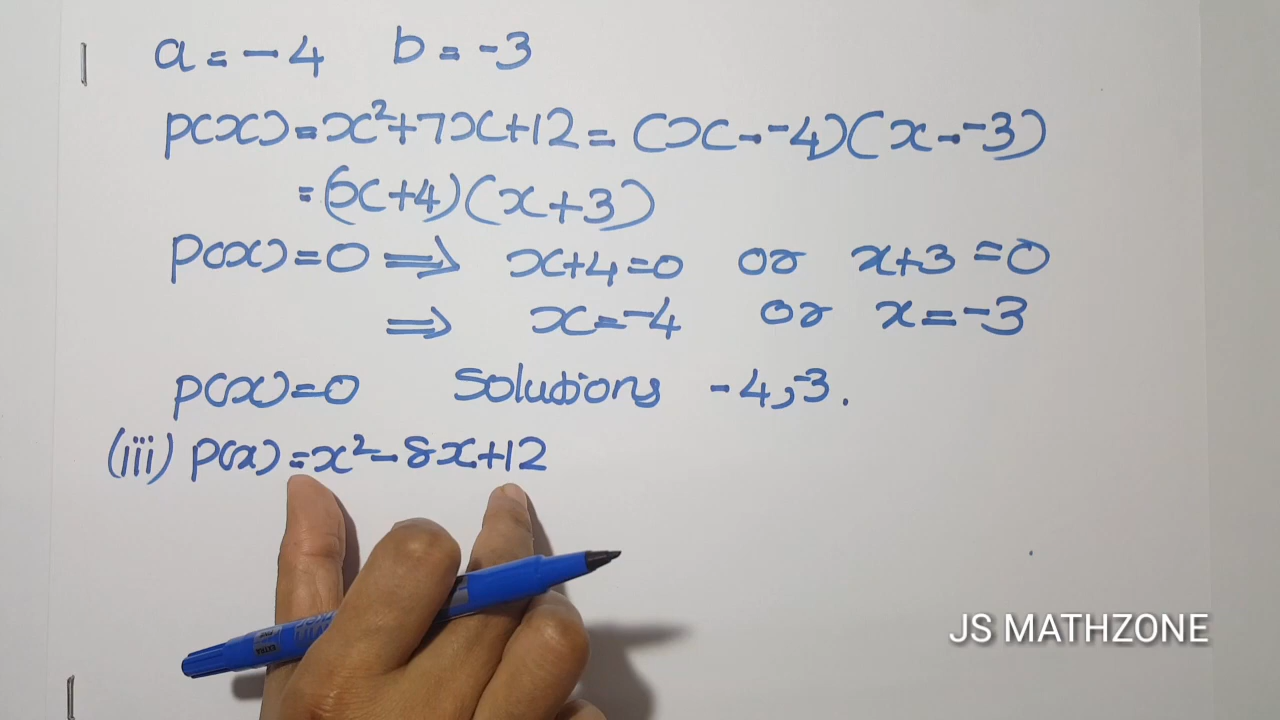 a = -4 b = -3
p(x) = x²+7x+12 = (x - -4)(x - -3)
= (x+4)(x+3)
p(x) = 0 ⟹ x+4=0 or x+3=0
⟹ x=-4 or x=-3
p(x)=0 Solutions -4,-3.
(iii) p(x) = x²-8x+12
JS MATHZONE